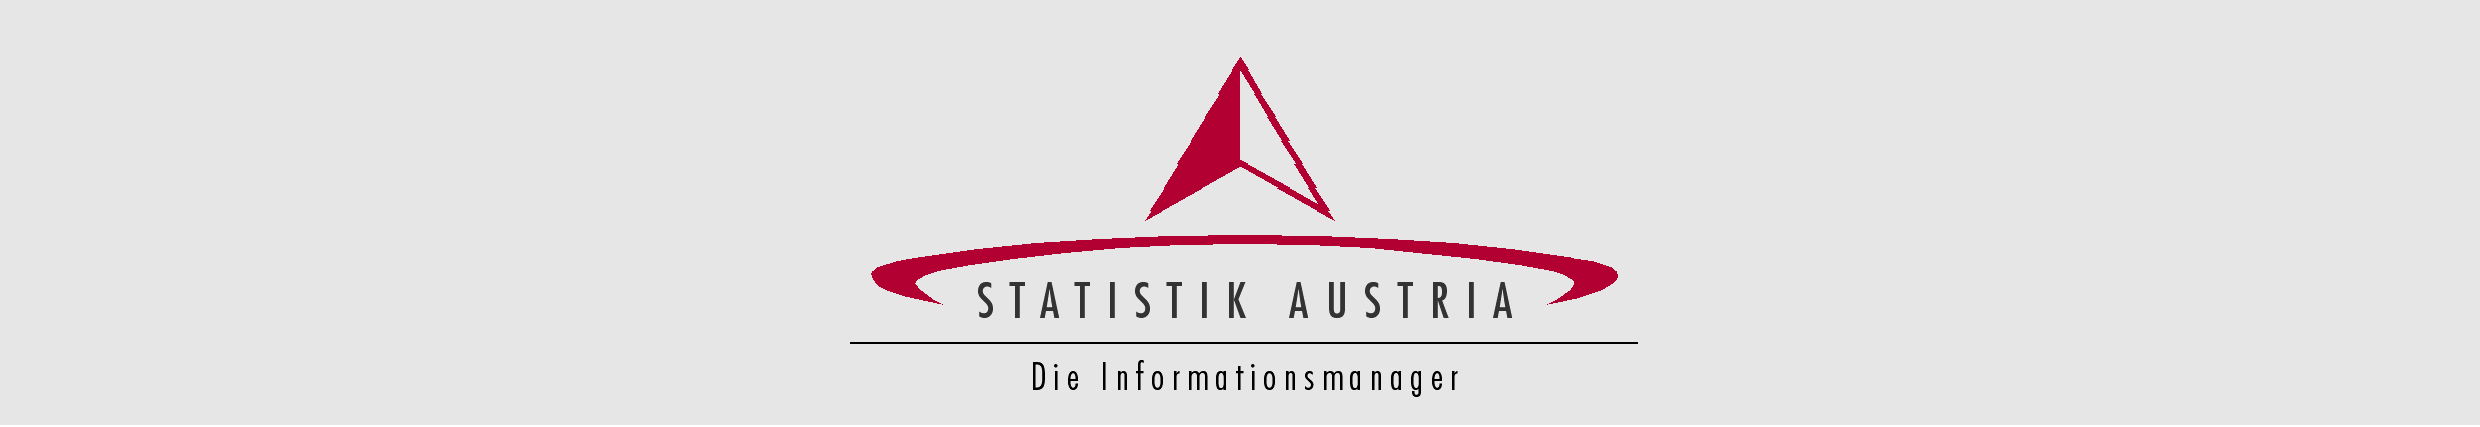 STATISTIK AUSTRIA
Die Informationsmanager